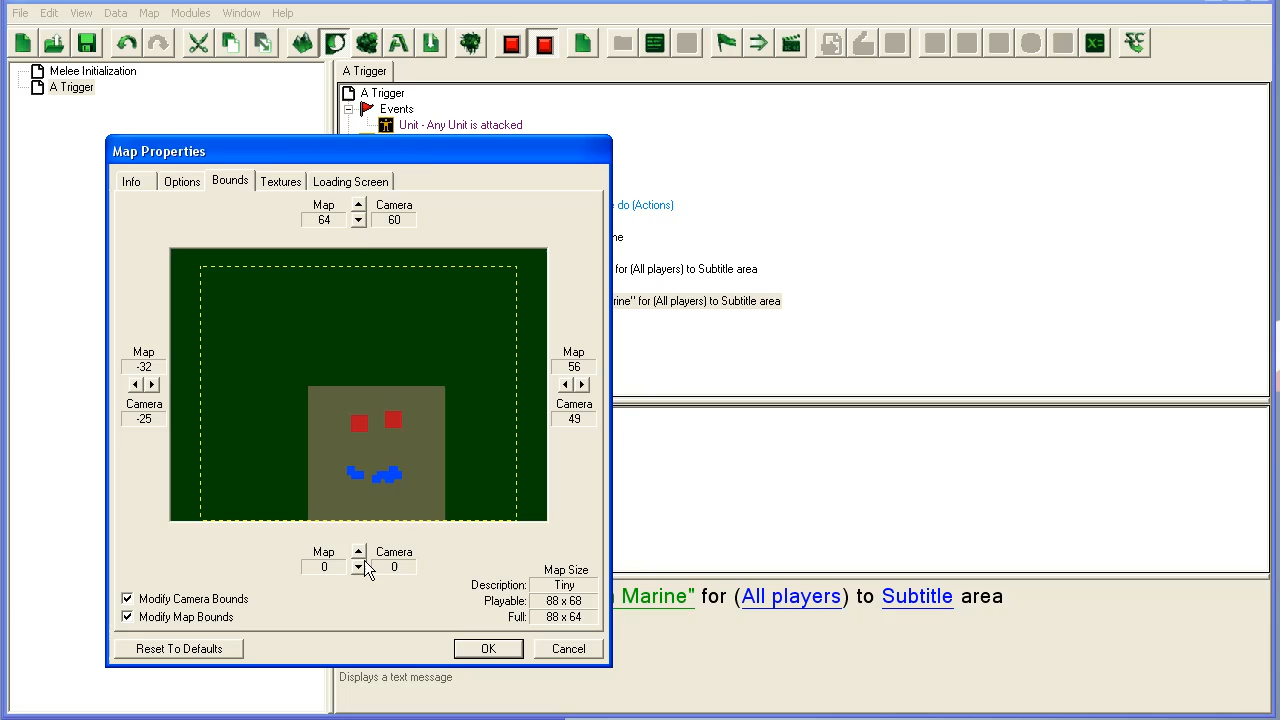 File Edit View Data Map Modules Window Help
Melee Initialization
A Trigger
A Trigger
A Trigger
Events
Unit - Any Unit is attacked
do (Actions)
ne
for (All players) to Subtitle area
rine" for (All players) to Subtitle area
Map Properties
Info Options Bounds Textures Loading Screen
Map Camera
64 60
Map
-32
Camera
-25
Map
56
Camera
49
Map Camera
0 0
Map Size
Description: Tiny
Playable: 88 x 68
Full: 88 x 64
Modify Camera Bounds
Modify Map Bounds
Reset To Defaults OK Cancel
Marine" for (All players) to Subtitle area
Displays a text message